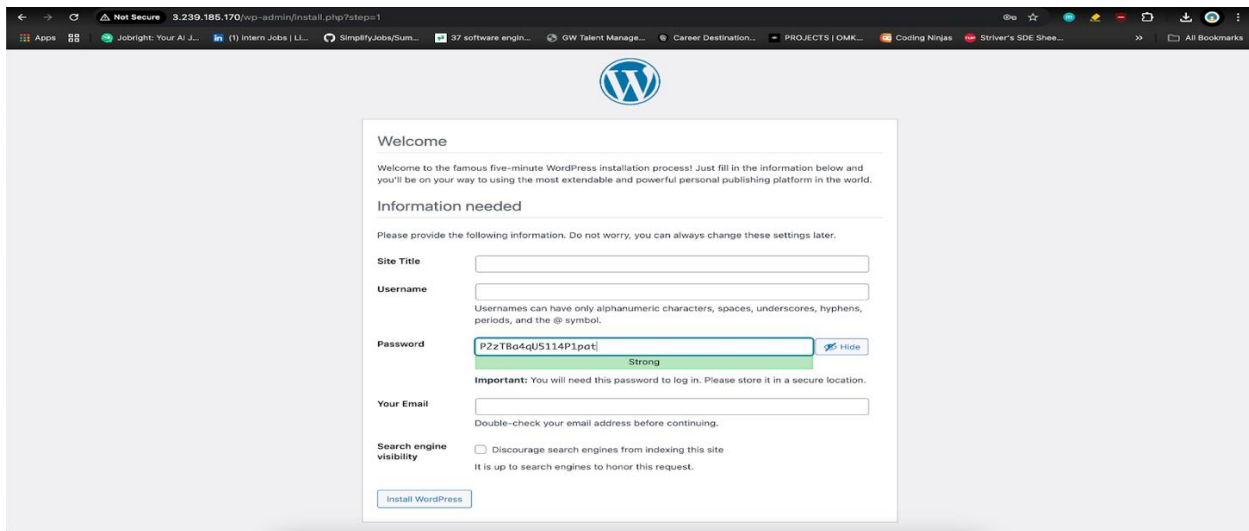 Not Secure 3.239.185.170/wp-admin/install.php?step=1
Apps Jobright: Your AI J... (1) Intern Jobs | Li... SimplifyJobs/Sum... 37 software engin... GW Talent Manage... Career Destination... PROJECTS | OMK... Coding Ninjas Striver's SDE Shee... » All Bookmarks
Welcome
Welcome to the famous five-minute WordPress installation process! Just fill in the information below and
you'll be on your way to using the most extendable and powerful personal publishing platform in the world.
Information needed
Please provide the following information. Do not worry, you can always change these settings later.
Site Title
Username
Usernames can have only alphanumeric characters, spaces, underscores, hyphens,
periods, and the @ symbol.
Password P2zTBa4qU5114P1pat Hide
Strong
Important: You will need this password to log in. Please store it in a secure location.
Your Email
Double-check your email address before continuing.
Search engine
visibility
Discourage search engines from indexing this site
It is up to search engines to honor this request.
Install WordPress